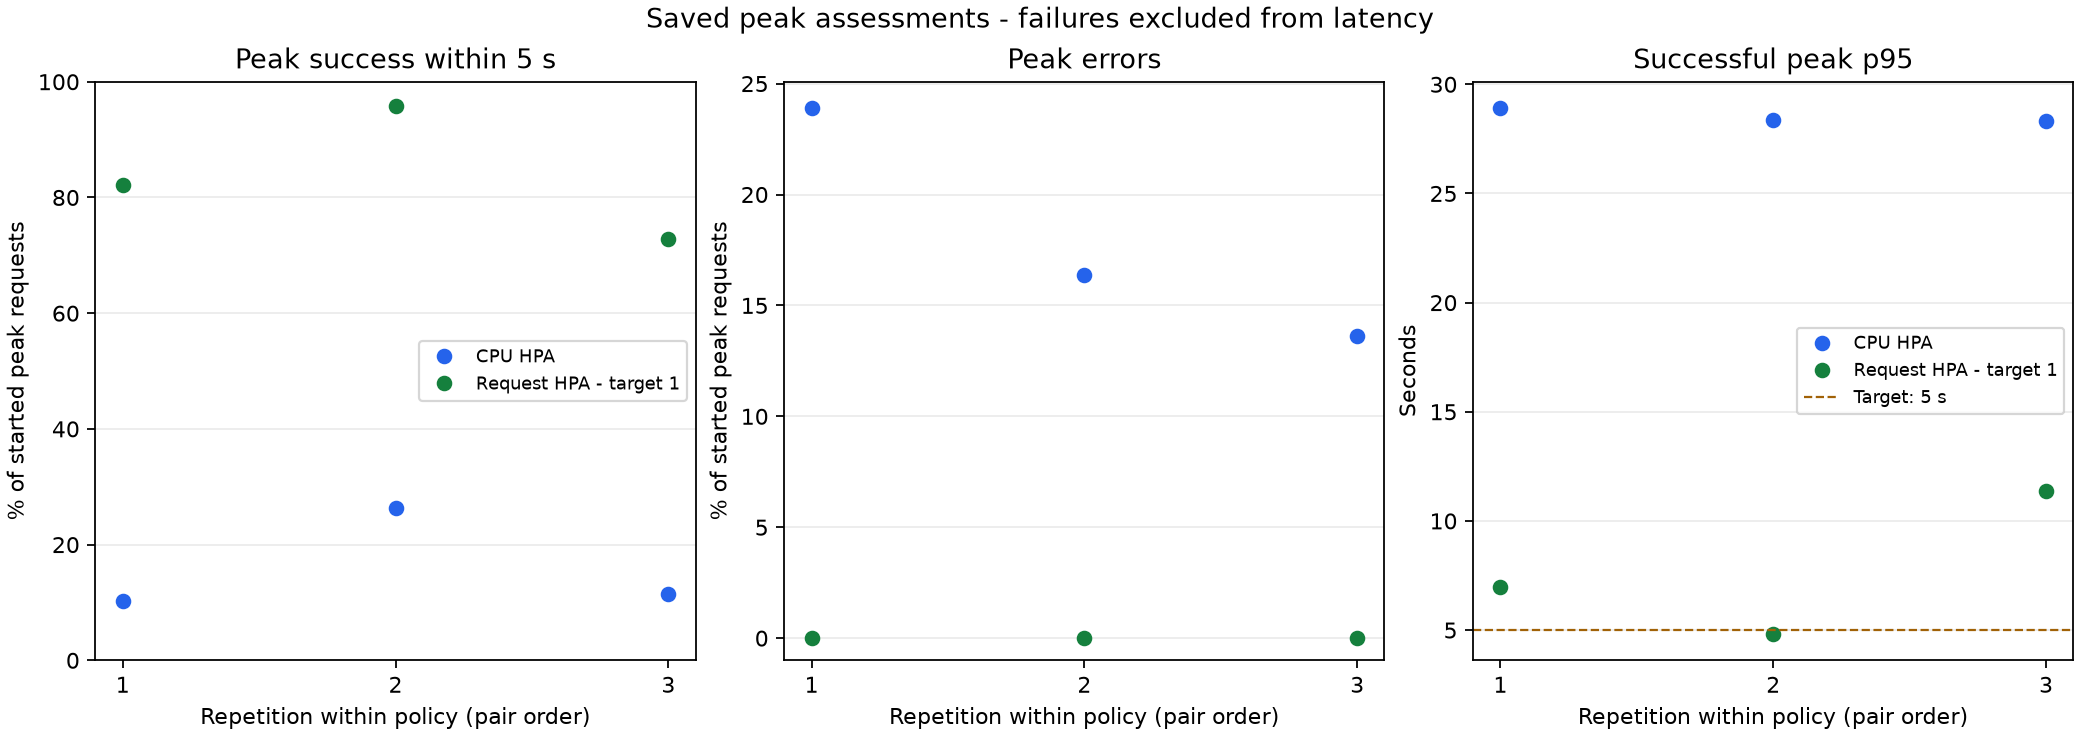 Saved peak assessments - failures excluded from latency
Peak success within 5 s
% of started peak requests
100
80
60
40
20
0
CPU HPA
Request HPA - target 1
1
2
3
Repetition within policy (pair order)
Peak errors
% of started peak requests
25
20
15
10
5
0
1
2
3
Repetition within policy (pair order)
Successful peak p95
Seconds
30
25
20
15
10
5
CPU HPA
Request HPA - target 1
Target: 5 s
1
2
3
Repetition within policy (pair order)